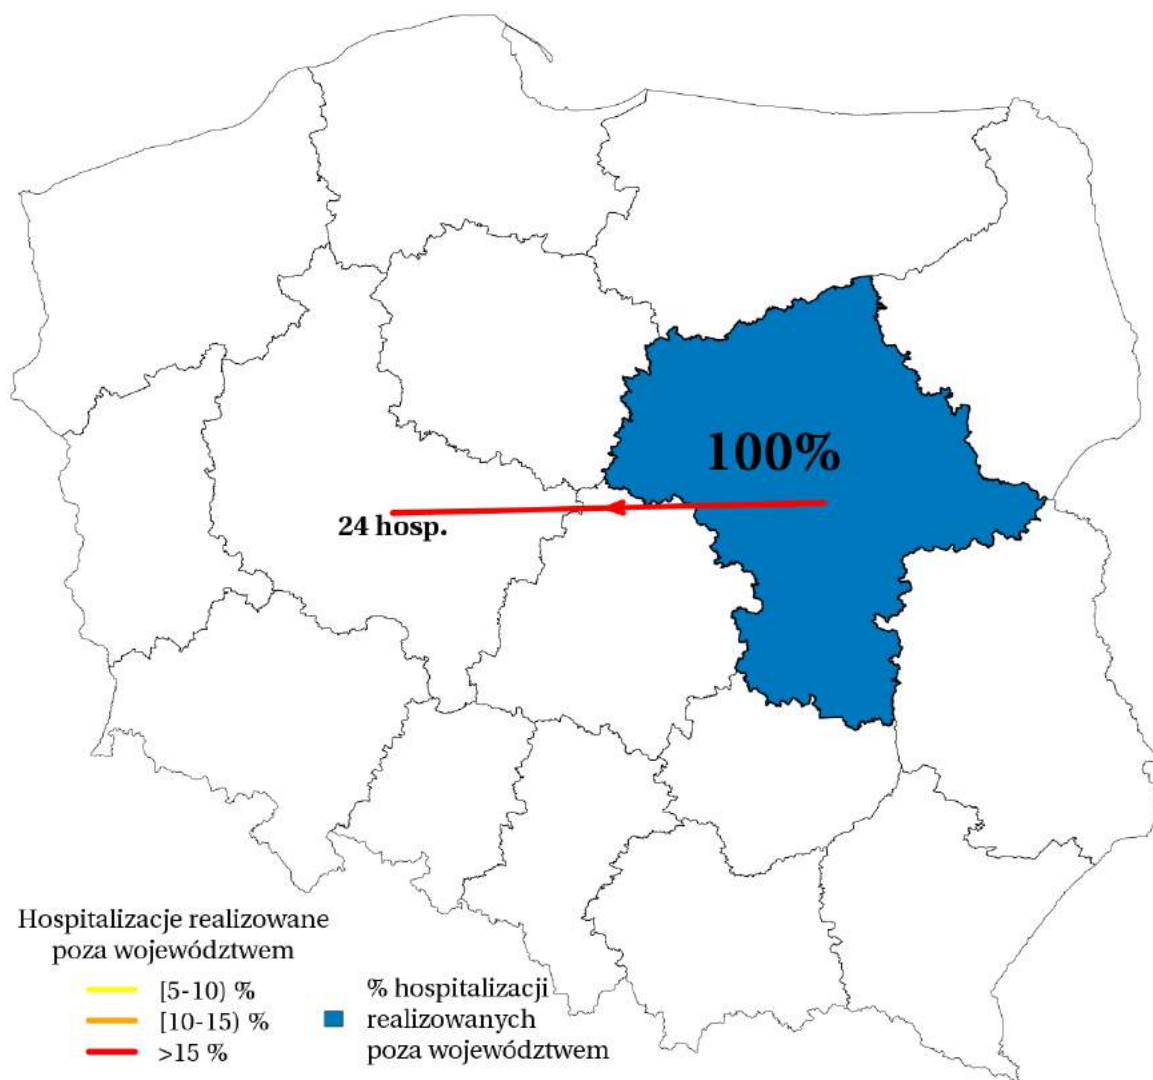 100%
24 hosp.
Hospitalizacje realizowane
poza województwem
[5-10) %
[10-15) %
>15 %
% hospitalizacji
realizowanych
poza województwem